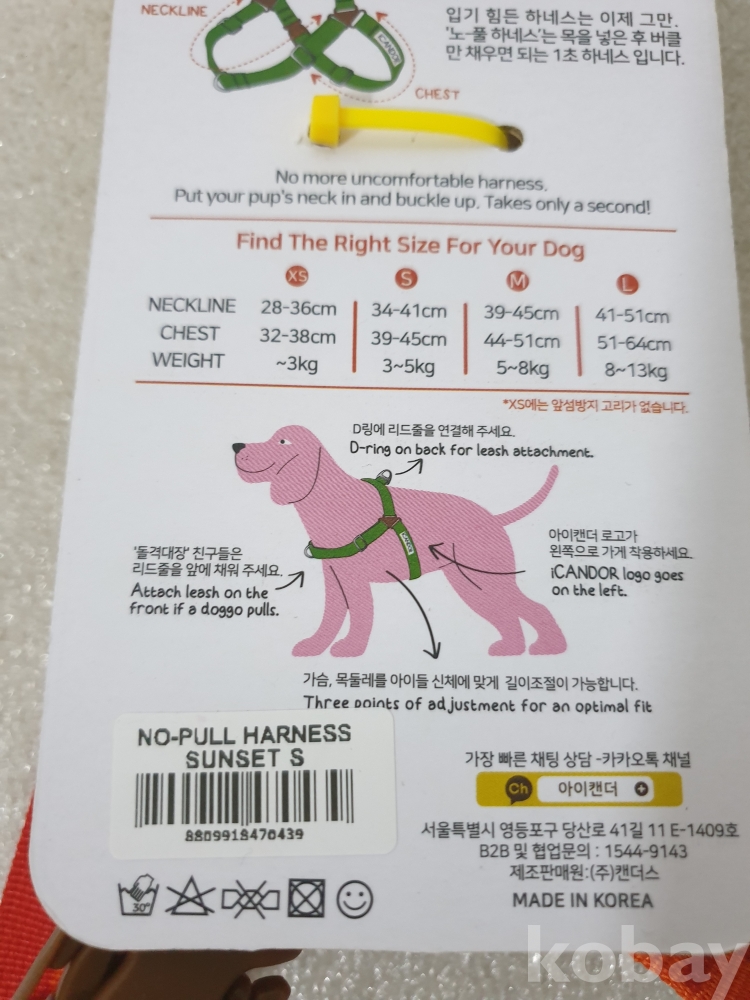 NECKLINE
입기 힘든 하네스는 이제 그만.
'노-풀 하네스'는 목을 넣은 후 버클
만 채우면 되는 1초 하네스 입니다.
iCANDOR
CHEST
No more uncomfortable harness.
Put your pup's neck in and buckle up. Takes only a second!
Find The Right Size For Your Dog
XS S M L
NECKLINE 28-36cm 34-41cm 39-45cm 41-51cm
CHEST 32-38cm 39-45cm 44-51cm 51-64cm
WEIGHT ~3kg 3~5kg 5~8kg 8~13kg
*XS에는 앞섬방지 고리가 없습니다.
D링에 리드줄을 연결해 주세요.
D-ring on back for leash attachment.
'돌격대장' 친구들은
리드줄을 앞에 채워 주세요.
Attach leash on the
front if a doggo pulls.
iCANDOR
아이캔더 로고가
왼쪽으로 가게 착용하세요.
iCANDOR logo goes
on the left.
가슴, 목둘레를 아이들 신체에 맞게 길이조절이 가능합니다.
Three points of adjustment for an optimal fit
NO-PULL HARNESS
SUNSET S
8809918470439
가장 빠른 채팅 상담 -카카오톡 채널
Ch 아이캔더
서울특별시 영등포구 당산로 41길 11 E-1409호
B2B 및 협업문의 : 1544-9143
제조판매원:(주)캔더스
MADE IN KOREA
30°
kobay